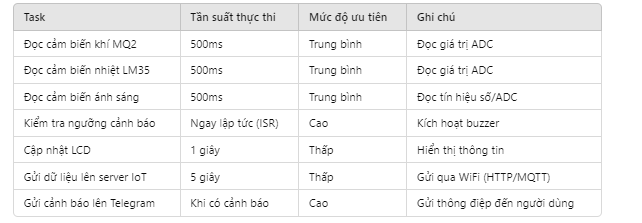 Task Tần suất thực thi Mức độ ưu tiên Ghi chú
Đọc cảm biến khí MQ2 500ms Trung bình Đọc giá trị ADC
Đọc cảm biến nhiệt LM35 500ms Trung bình Đọc giá trị ADC
Đọc cảm biến ánh sáng 500ms Trung bình Đọc tín hiệu số/ADC
Kiểm tra ngưỡng cảnh báo Ngay lập tức (ISR) Cao Kích hoạt buzzer
Cập nhật LCD 1 giây Thấp Hiển thị thông tin
Gửi dữ liệu lên server IoT 5 giây Thấp Gửi qua WiFi (HTTP/MQTT)
Gửi cảnh báo lên Telegram Khi có cảnh báo Cao Gửi thông điệp đến người dùng